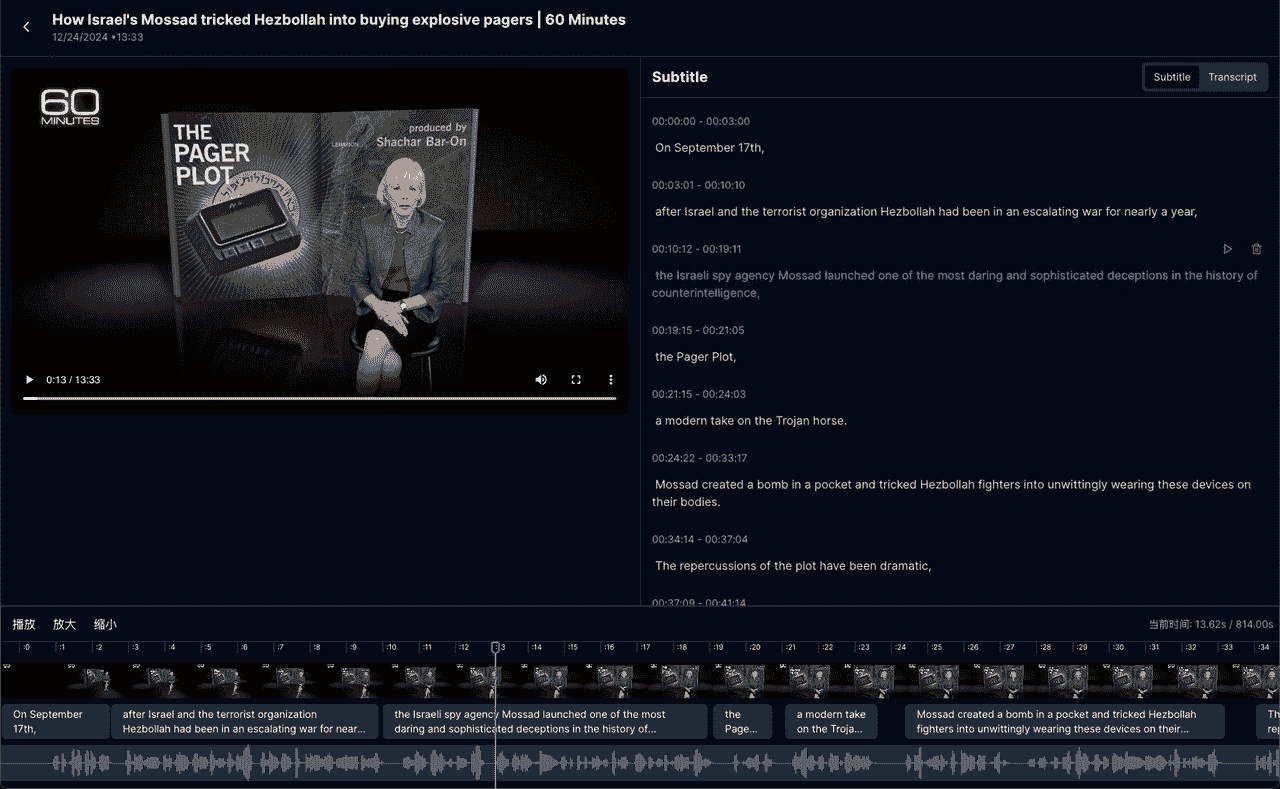 How Israel's Mossad tricked Hezbollah into buying explosive pagers | 60 Minutes
12/24/2024 •13:33
60
MINUTES
THE
PAGER
PLOT
produced by
Shachar Bar-On
LEBANON
0:13 / 13:33
Subtitle
Subtitle
Transcript
00:00:00 - 00:03:00
On September 17th,
00:03:01 - 00:10:10
after Israel and the terrorist organization Hezbollah had been in an escalating war for nearly a year,
00:10:12 - 00:19:11
the Israeli spy agency Mossad launched one of the most daring and sophisticated deceptions in the history of
counterintelligence,
00:19:15 - 00:21:05
the Pager Plot,
00:21:15 - 00:24:03
a modern take on the Trojan horse.
00:24:22 - 00:33:17
Mossad created a bomb in a pocket and tricked Hezbollah fighters into unwittingly wearing these devices on
their bodies.
00:34:14 - 00:37:04
The repercussions of the plot have been dramatic,
00:37:09 - 00:41:14
播放 放大 缩小
当前时间: 13.62s / 814.00s
:0 :1 :2 :3 :4 :5 :6 :7 :8 :9 :10 :11 :12 :14 :15 :16 :17 :18 :19 :20 :21 :22 :23 :24 :25 :26 :27 :28 :29 :30 :31 :32 :33 :34
On September
17th,
after Israel and the terrorist organization
Hezbollah had been in an escalating war for near...
the Israeli spy agency Mossad launched one of the most
daring and sophisticated deceptions in the history of...
the
Page...
a modern take
on the Troja...
Mossad created a bomb in a pocket and tricked Hezbollah
fighters into unwittingly wearing these devices on their...